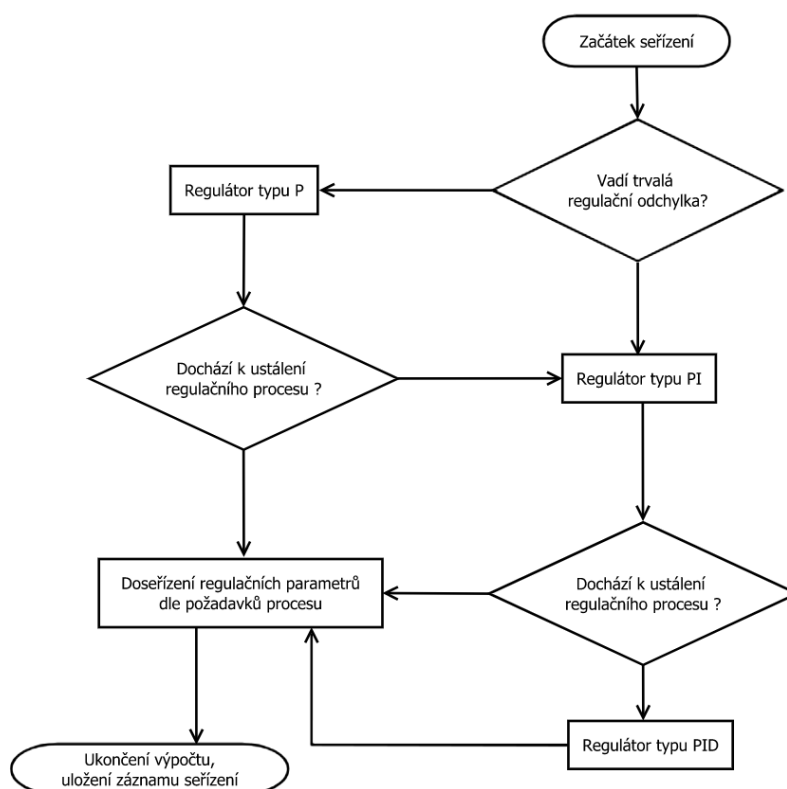 Začátek seřízení
Vadí trvalá
regulační odchylka?
Regulátor typu P
Dochází k ustálení
regulačního procesu ?
Regulátor typu PI
Doseřízení regulačních parametrů
dle požadavků procesu
Dochází k ustálení
regulačního procesu ?
Regulátor typu PID
Ukončení výpočtu,
uložení záznamu seřízení